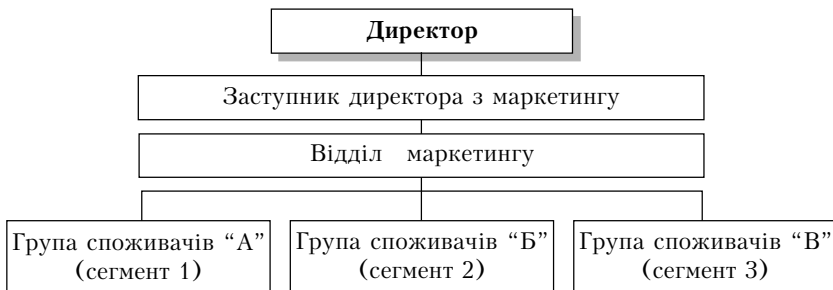 Директор
Заступник директора з маркетингу
Відділ маркетингу
Група споживачів “А”
(сегмент 1)
Група споживачів “Б”
(сегмент 2)
Група споживачів “В”
(сегмент 3)